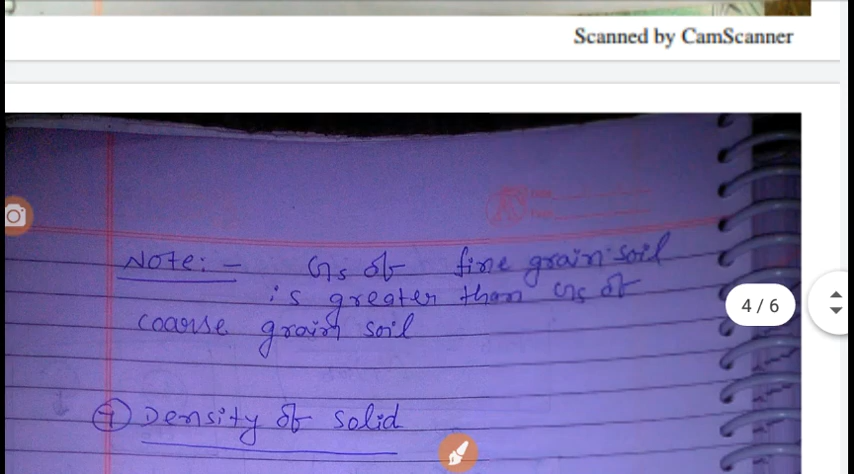 Scanned by CamScanner
Note:- Gs of fine grain soil
is greater than Gs of
4 / 6
coarse grain soil
⑦ Density of solid